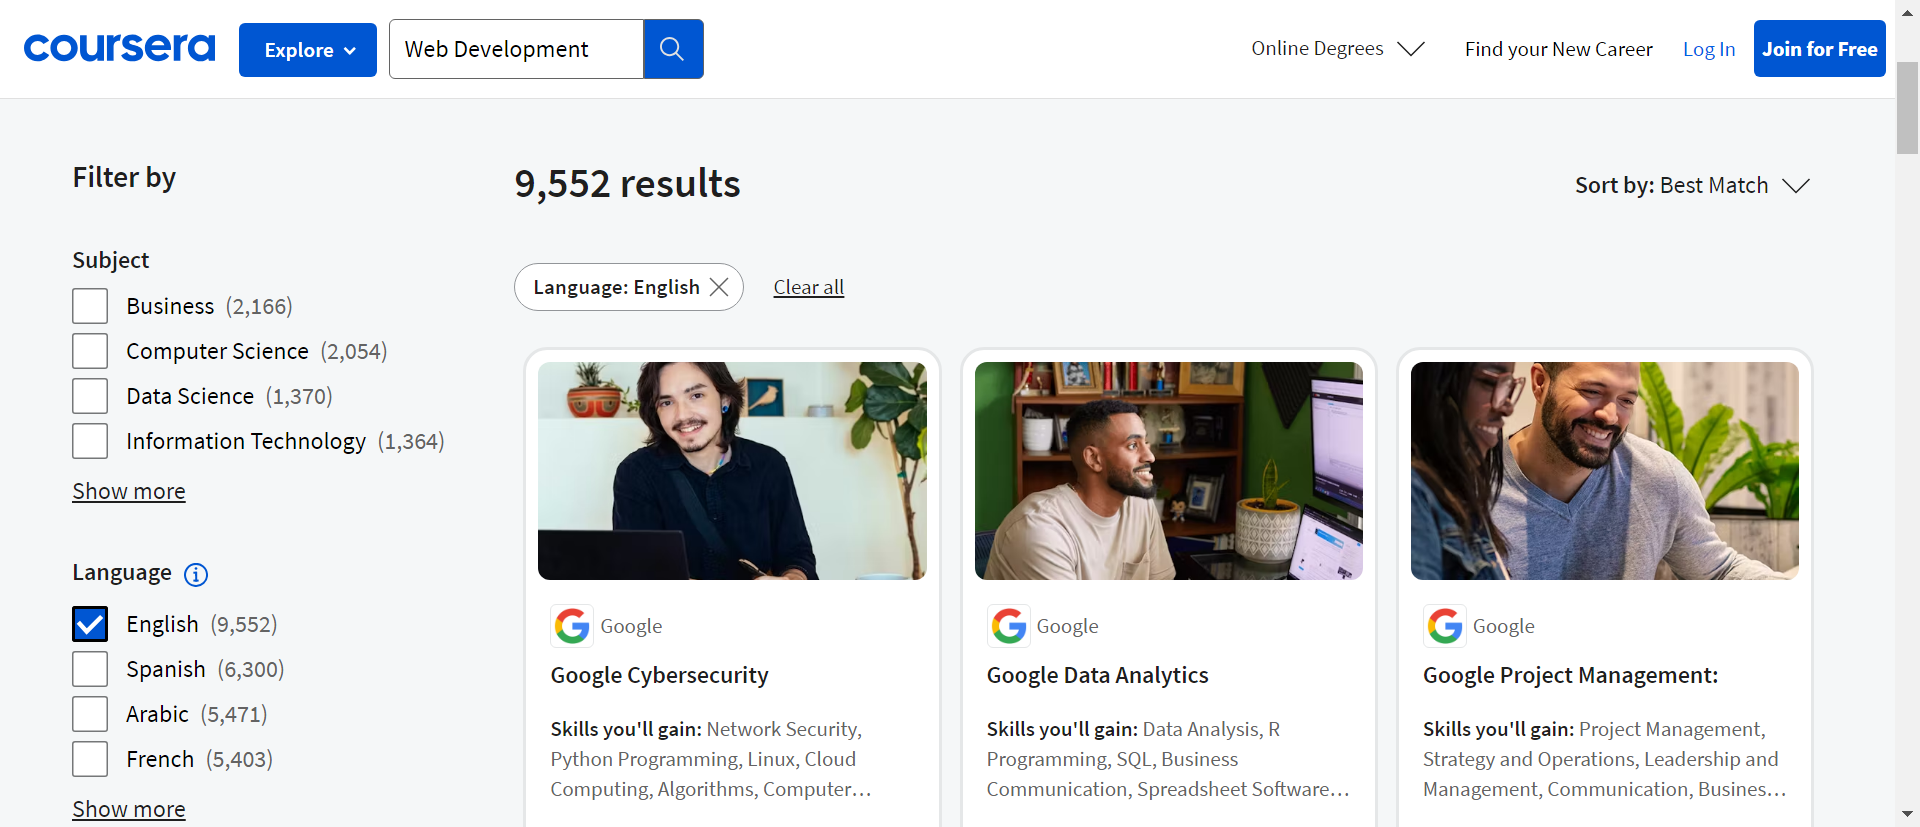 coursera
Explore
Web Development
Online Degrees
Find your New Career
Log In
Join for Free
Filter by
Subject
Business (2,166)
Computer Science (2,054)
Data Science (1,370)
Information Technology (1,364)
Show more
Language
English (9,552)
Spanish (6,300)
Arabic (5,471)
French (5,403)
Show more
9,552 results
Sort by: Best Match
Language: English
Clear all
Google
Google Cybersecurity
Skills you'll gain: Network Security,
Python Programming, Linux, Cloud
Computing, Algorithms, Computer…
Google
Google Data Analytics
Skills you'll gain: Data Analysis, R
Programming, SQL, Business
Communication, Spreadsheet Software…
Google
Google Project Management:
Skills you'll gain: Project Management,
Strategy and Operations, Leadership and
Management, Communication, Busines…